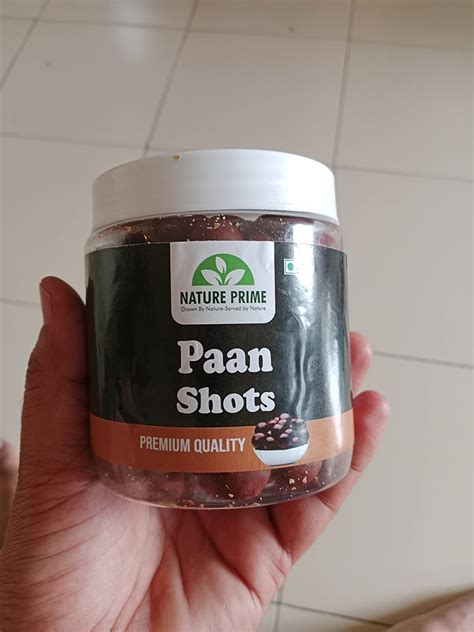 NATURE PRIME
Grown By Nature-Served by Nature
Paan
Shots
PREMIUM QUALITY